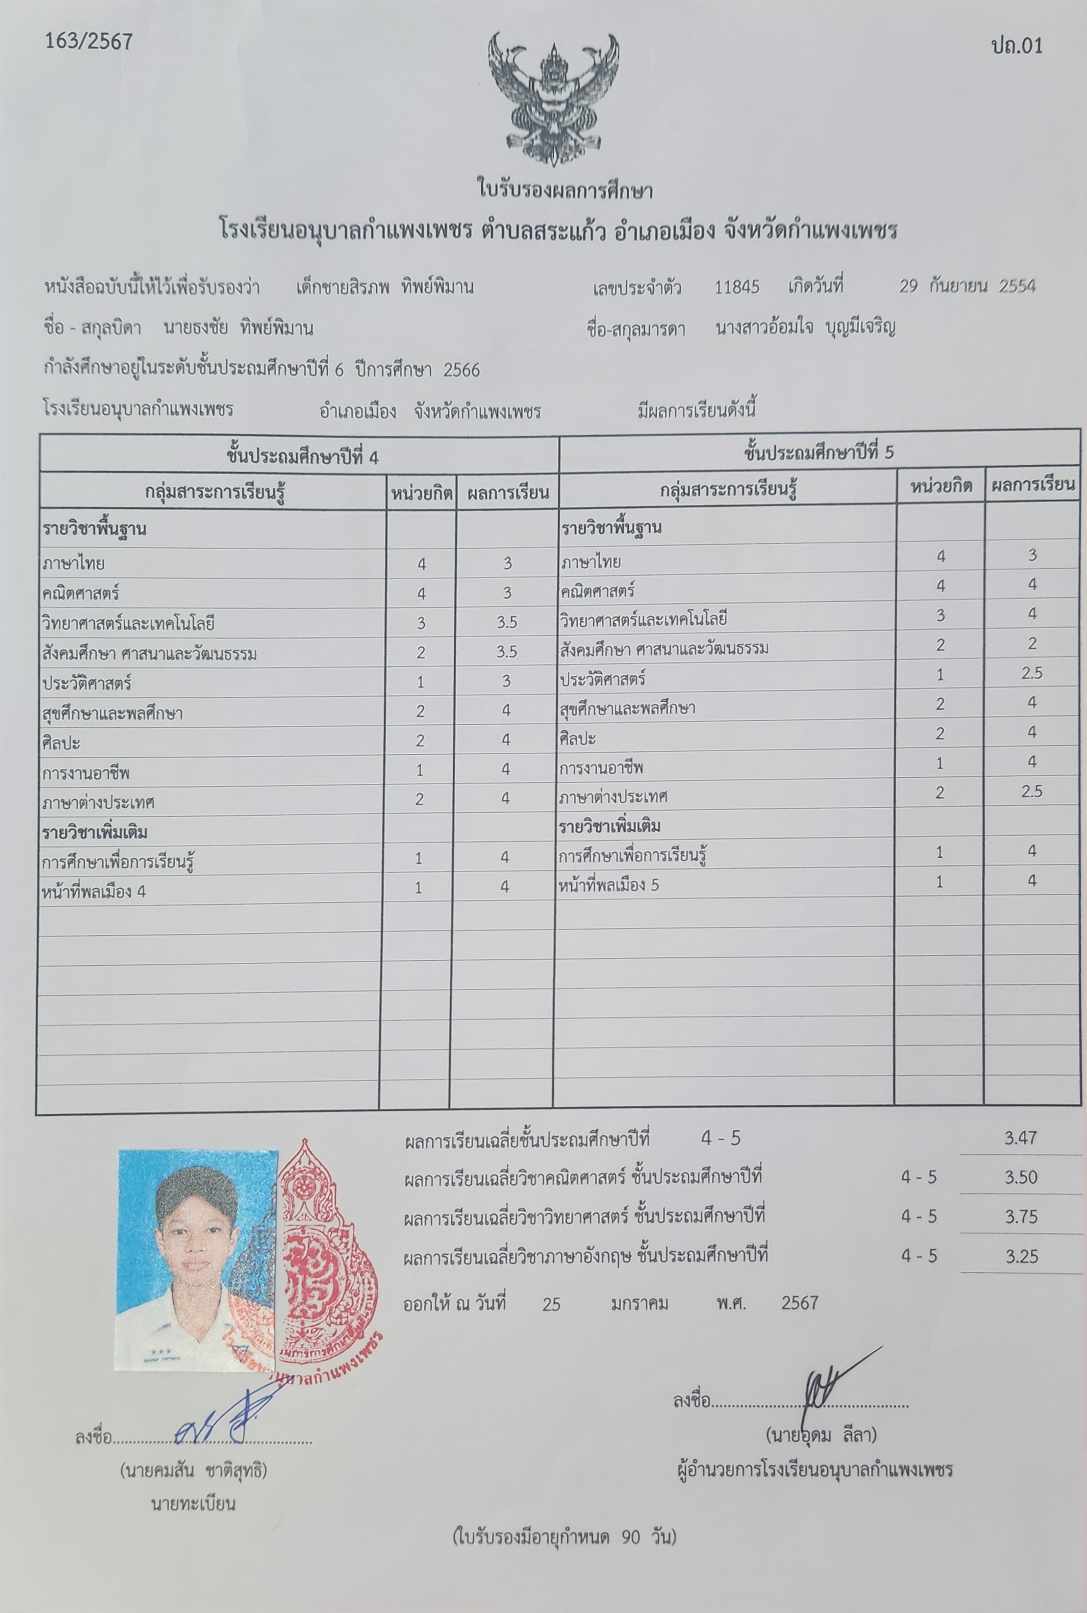 163/2567
ปถ.01
ใบรับรองผลการศึกษา
โรงเรียนอนุบาลกำแพงเพชร ตำบลสระแก้ว อำเภอเมือง จังหวัดกำแพงเพชร
หนังสือฉบับนี้ให้ไว้เพื่อรับรองว่า เด็กชายสิรภพ ทิพย์พิมาน เลขประจำตัว 11845 เกิดวันที่ 29 กันยายน 2554
ชื่อ - สกุลบิดา นายธงชัย ทิพย์พิมาน ชื่อ-สกุลมารดา นางสาวอ้อมใจ บุญมีเจริญ
กำลังศึกษาอยู่ในระดับชั้นประถมศึกษาปีที่ 6 ปีการศึกษา 2566
โรงเรียนอนุบาลกำแพงเพชร อำเภอเมือง จังหวัดกำแพงเพชร มีผลการเรียนดังนี้
ชั้นประถมศึกษาปีที่ 4 ชั้นประถมศึกษาปีที่ 5
กลุ่มสาระการเรียนรู้ หน่วยกิต ผลการเรียน กลุ่มสาระการเรียนรู้ หน่วยกิต ผลการเรียน
รายวิชาพื้นฐาน รายวิชาพื้นฐาน
ภาษาไทย 4 3 ภาษาไทย 4 3
คณิตศาสตร์ 4 3 คณิตศาสตร์ 4 4
วิทยาศาสตร์และเทคโนโลยี 3 3.5 วิทยาศาสตร์และเทคโนโลยี 3 4
สังคมศึกษา ศาสนาและวัฒนธรรม 2 3.5 สังคมศึกษา ศาสนาและวัฒนธรรม 2 2
ประวัติศาสตร์ 1 3 ประวัติศาสตร์ 1 2.5
สุขศึกษาและพลศึกษา 2 4 สุขศึกษาและพลศึกษา 2 4
ศิลปะ 2 4 ศิลปะ 2 4
การงานอาชีพ 1 4 การงานอาชีพ 1 4
ภาษาต่างประเทศ 2 4 ภาษาต่างประเทศ 2 2.5
รายวิชาเพิ่มเติม รายวิชาเพิ่มเติม
การศึกษาเพื่อการเรียนรู้ 1 4 การศึกษาเพื่อการเรียนรู้ 1 4
หน้าที่พลเมือง 4 1 4 หน้าที่พลเมือง 5 1 4
ผลการเรียนเฉลี่ยชั้นประถมศึกษาปีที่ 4 - 5 3.47
ผลการเรียนเฉลี่ยวิชาคณิตศาสตร์ ชั้นประถมศึกษาปีที่ 4 - 5 3.50
ผลการเรียนเฉลี่ยวิชาวิทยาศาสตร์ ชั้นประถมศึกษาปีที่ 4 - 5 3.75
ผลการเรียนเฉลี่ยวิชาภาษาอังกฤษ ชั้นประถมศึกษาปีที่ 4 - 5 3.25
ออกให้ ณ วันที่ 25 มกราคม พ.ศ. 2567
โรงเรียนอนุบาลกำแพงเพชร
ลงชื่อ........................................
(นายคมสัน ชาติสุทธิ)
นายทะเบียน
ลงชื่อ........................................
(นายอุดม ลีลา)
ผู้อำนวยการโรงเรียนอนุบาลกำแพงเพชร
(ใบรับรองมีอายุกำหนด 90 วัน)